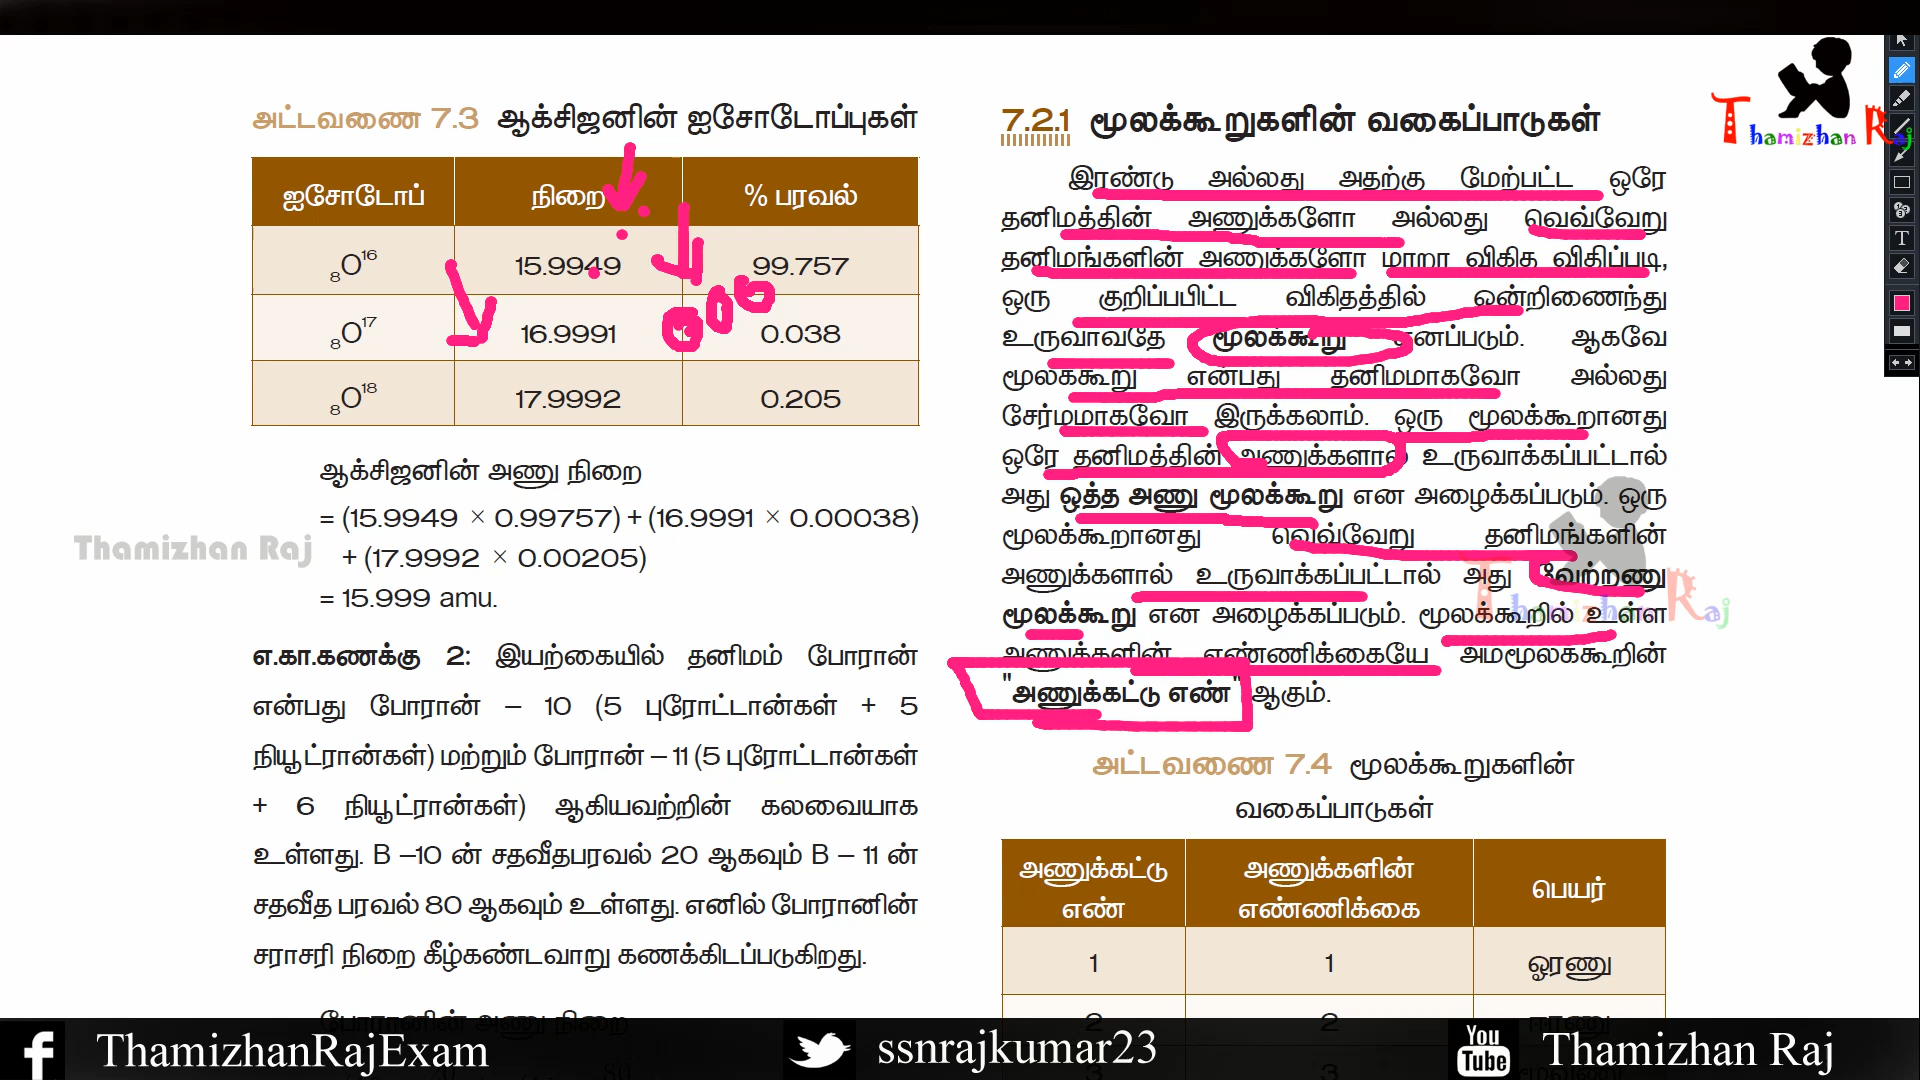 அட்டவணை 7.3 ஆக்சிஜனின் ஐசோடோப்புகள்
ஐசோடோப் நிறை % பரவல்
₈O¹⁶ 15.9949 99.757
₈O¹⁷ 16.9991 0.038
₈O¹⁸ 17.9992 0.205
ஆக்சிஜனின் அணு நிறை
= (15.9949 × 0.99757) + (16.9991 × 0.00038)
+ (17.9992 × 0.00205)
= 15.999 amu.
Thamizhan Raj
எ.கா.கணக்கு 2: இயற்கையில் தனிமம் போரான்
என்பது போரான் – 10 (5 புரோட்டான்கள் + 5
நியூட்ரான்கள்) மற்றும் போரான் – 11 (5 புரோட்டான்கள்
+ 6 நியூட்ரான்கள்) ஆகியவற்றின் கலவையாக
உள்ளது. B –10 ன் சதவீதபரவல் 20 ஆகவும் B – 11 ன்
சதவீத பரவல் 80 ஆகவும் உள்ளது. எனில் போரானின்
சராசரி நிறை கீழ்கண்டவாறு கணக்கிடப்படுகிறது.
போரானின் அணு நிறை
7.2.1 மூலக்கூறுகளின் வகைப்பாடுகள்
இரண்டு அல்லது அதற்கு மேற்பட்ட ஒரே
தனிமத்தின் அணுக்களோ அல்லது வெவ்வேறு
தனிமங்களின் அணுக்களோ மாறா விகித விகிப்படி,
ஒரு குறிப்பபிட்ட விகிதத்தில் ஒன்றிணைந்து
உருவாவதே மூலக்கூறு எனப்படும். ஆகவே
மூலக்கூறு என்பது தனிமமாகவோ அல்லது
சேர்மமாகவோ இருக்கலாம். ஒரு மூலக்கூறானது
ஒரே தனிமத்தின் அணுக்களால் உருவாக்கப்பட்டால்
அது ஒத்த அணு மூலக்கூறு என அழைக்கப்படும். ஒரு
மூலக்கூறானது வெவ்வேறு தனிமங்களின்
அணுக்களால் உருவாக்கப்பட்டால் அது வேற்றணு
மூலக்கூறு என அழைக்கப்படும். மூலக்கூறில் உள்ள
அணுக்களின் எண்ணிக்கையே அம்மூலக்கூறின்
"அணுக்கட்டு எண்" ஆகும்.
அட்டவணை 7.4 மூலக்கூறுகளின்
வகைப்பாடுகள்
அணுக்கட்டு எண் அணுக்களின் எண்ணிக்கை பெயர்
1 1 ஓரணு
2 2 ஈரணு
3 3 மூவணு
Thamizhan Raj
Thamizhan Raj
ThamizhanRajExam
ssnrajkumar23
You Tube Thamizhan Raj